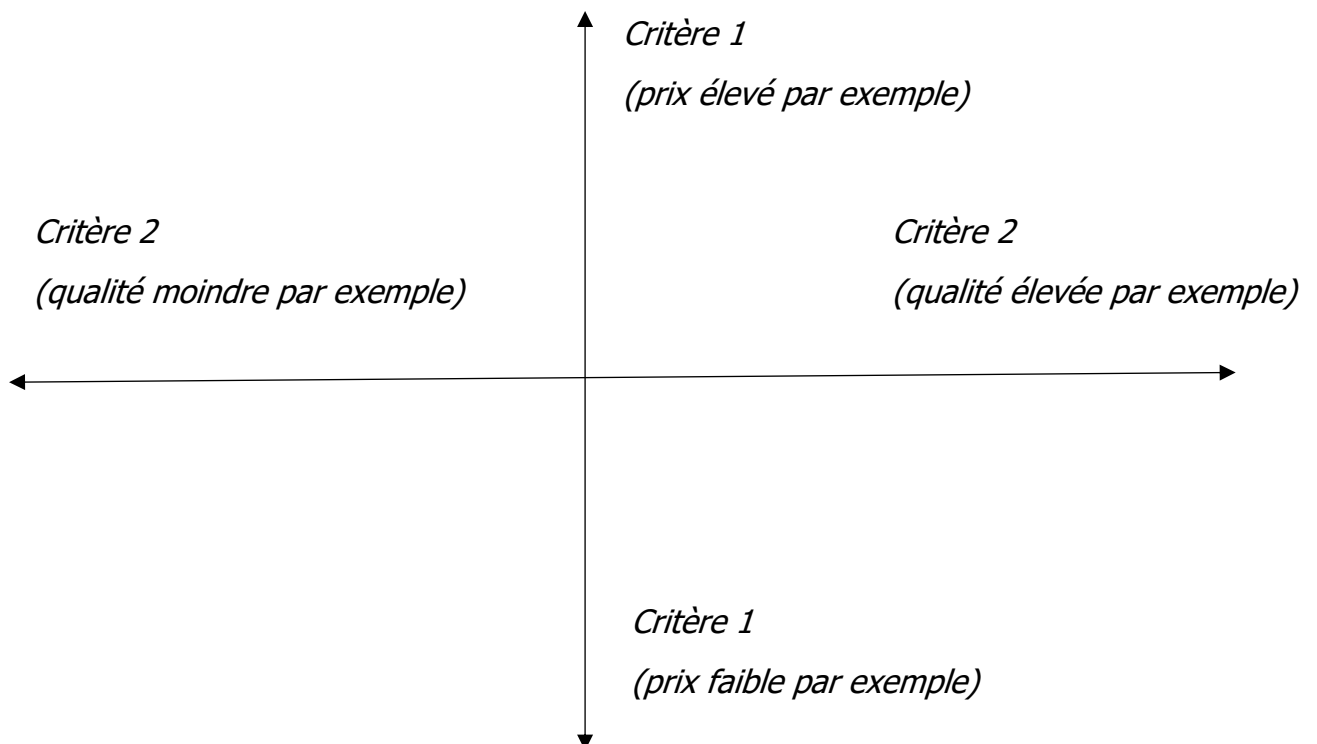 Critère 1
(prix élevé par exemple)
Critère 2
(qualité moindre par exemple)
Critère 2
(qualité élevée par exemple)
Critère 1
(prix faible par exemple)